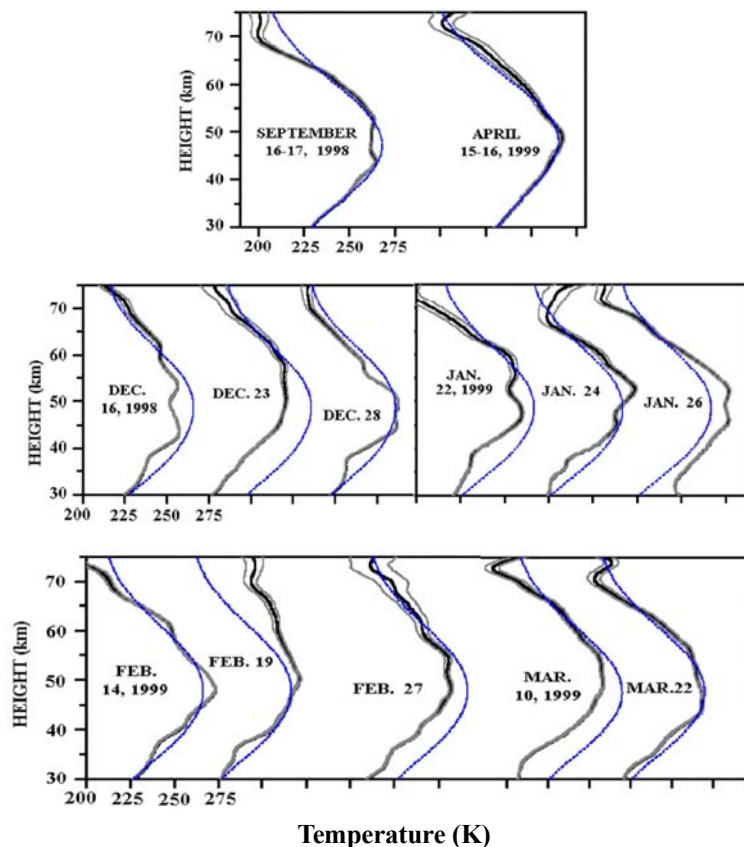 HEIGHT (km)
70
60
50
40
30
SEPTEMBER
16-17, 1998
APRIL
15-16, 1999
200 225 250 275
HEIGHT (km)
70
60
50
40
30
DEC.
16, 1998
DEC. 23
DEC. 28
JAN.
22, 1999
JAN. 24
JAN. 26
200 225 250 275
HEIGHT (km)
70
60
50
40
30
FEB.
14, 1999
FEB. 19
FEB. 27
MAR.
10, 1999
MAR.22
200 225 250 275
Temperature (K)